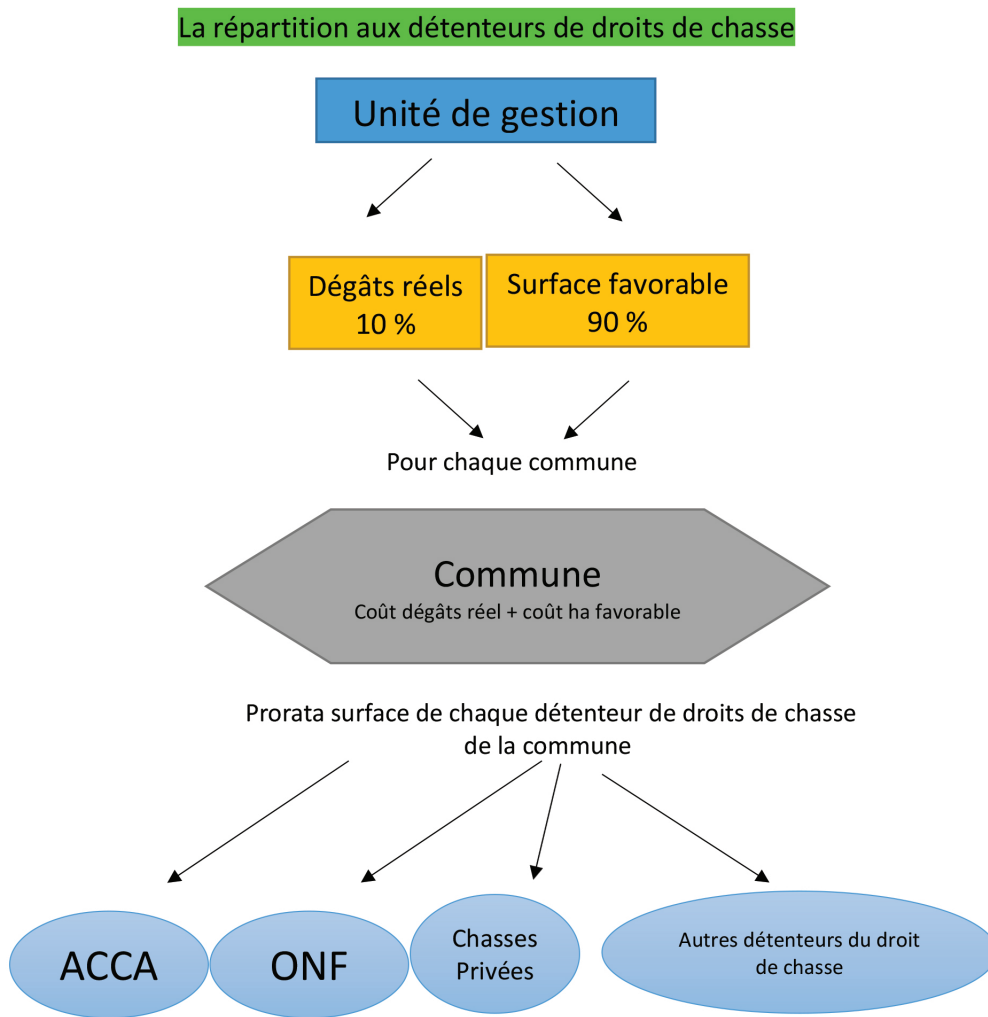 La répartition aux détenteurs de droits de chasse
Unité de gestion
Dégâts réels
10 %
Surface favorable
90 %
Pour chaque commune
Commune
Coût dégâts réel + coût ha favorable
Prorata surface de chaque détenteur de droits de chasse
de la commune
ACCA
ONF
Chasses
Privées
Autres détenteurs du droit
de chasse